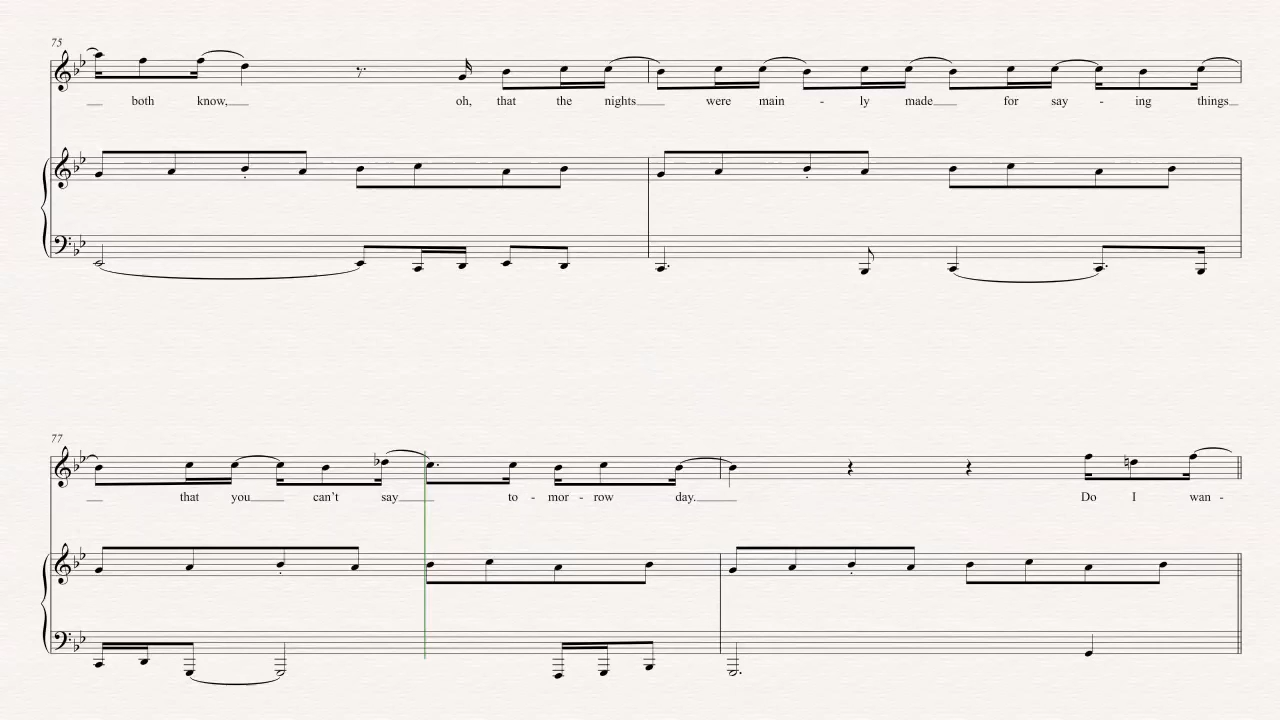 75
both know, oh, that the nights were main - ly made for say - ing things
77
that you can't say to - mor - row day. Do I wan -